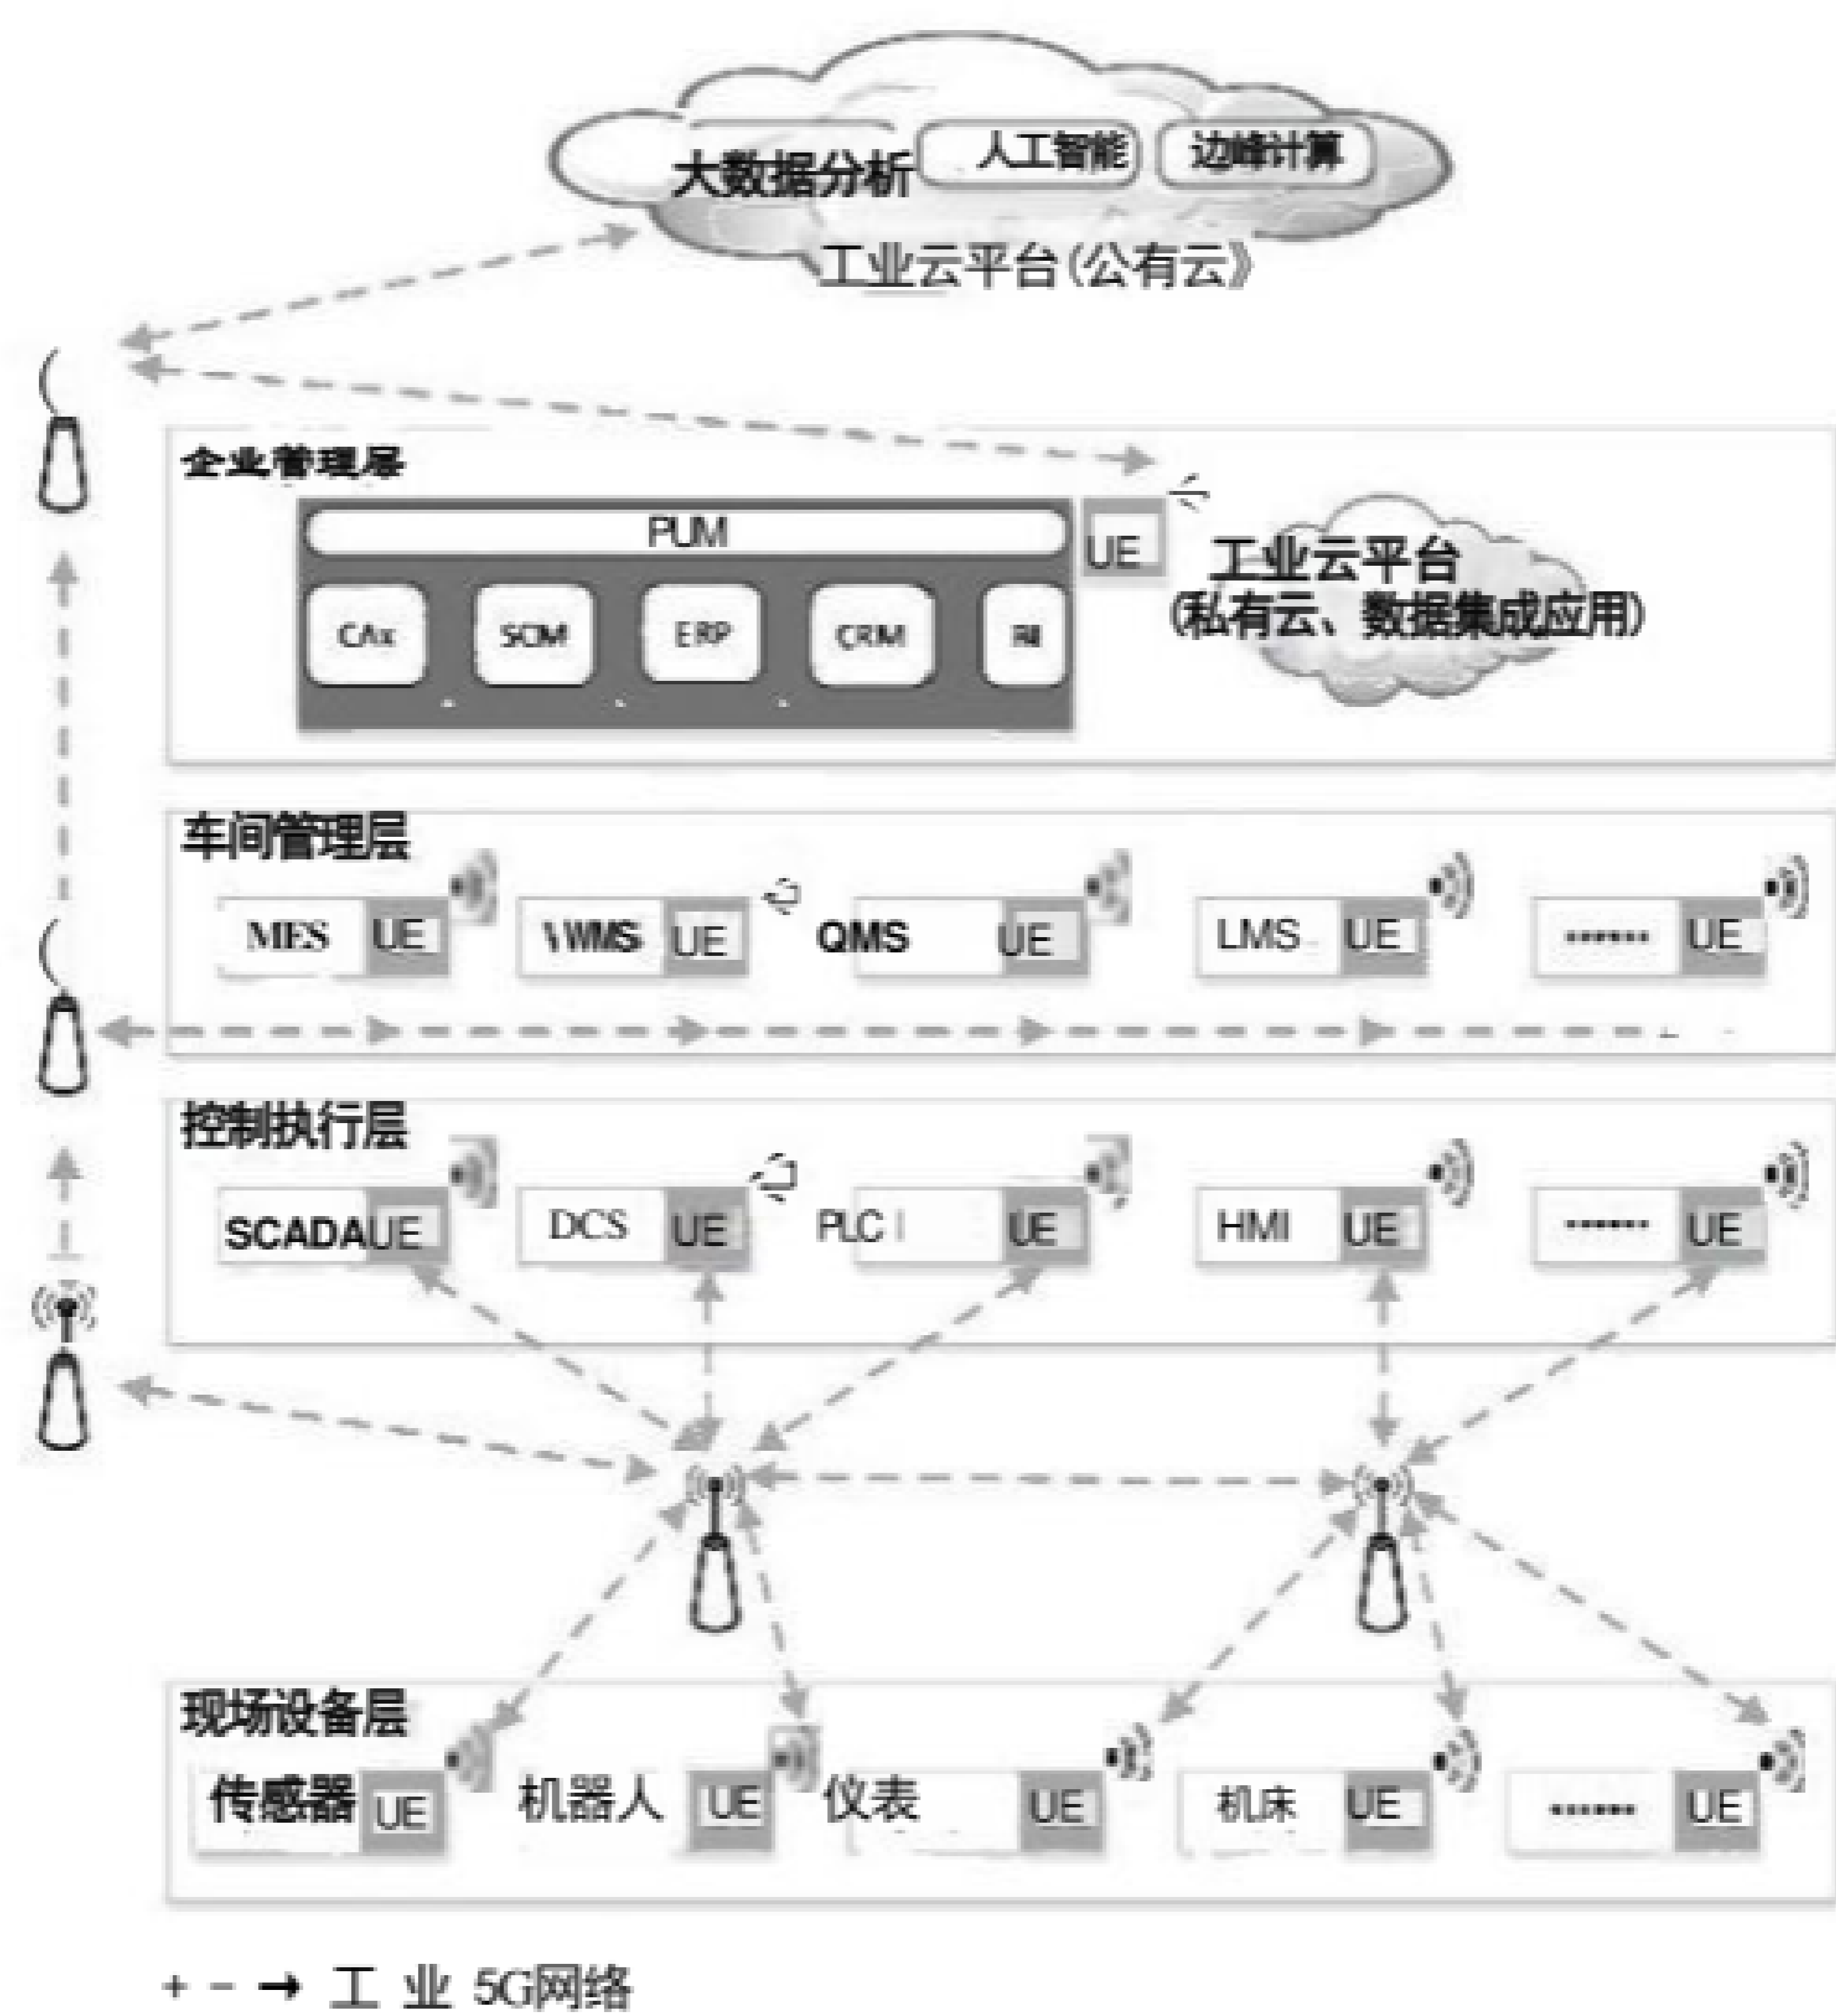 大数据分析 人工智能 边峰计算
工业云平台(公有云》
企业管理层
PUM
UE
工业云平台
(私有云、数据集成应用)
CAx SCM ERP CRM
车间管理层
MES UE WMS UE QMS UE LMS UE ...... UE
控制执行层
SCADA UE DCS UE PLC UE HMI UE ...... UE
现场设备层
传感器 UE 机器人 UE 仪表 UE 机床 UE ...... UE
工 业 5G网络